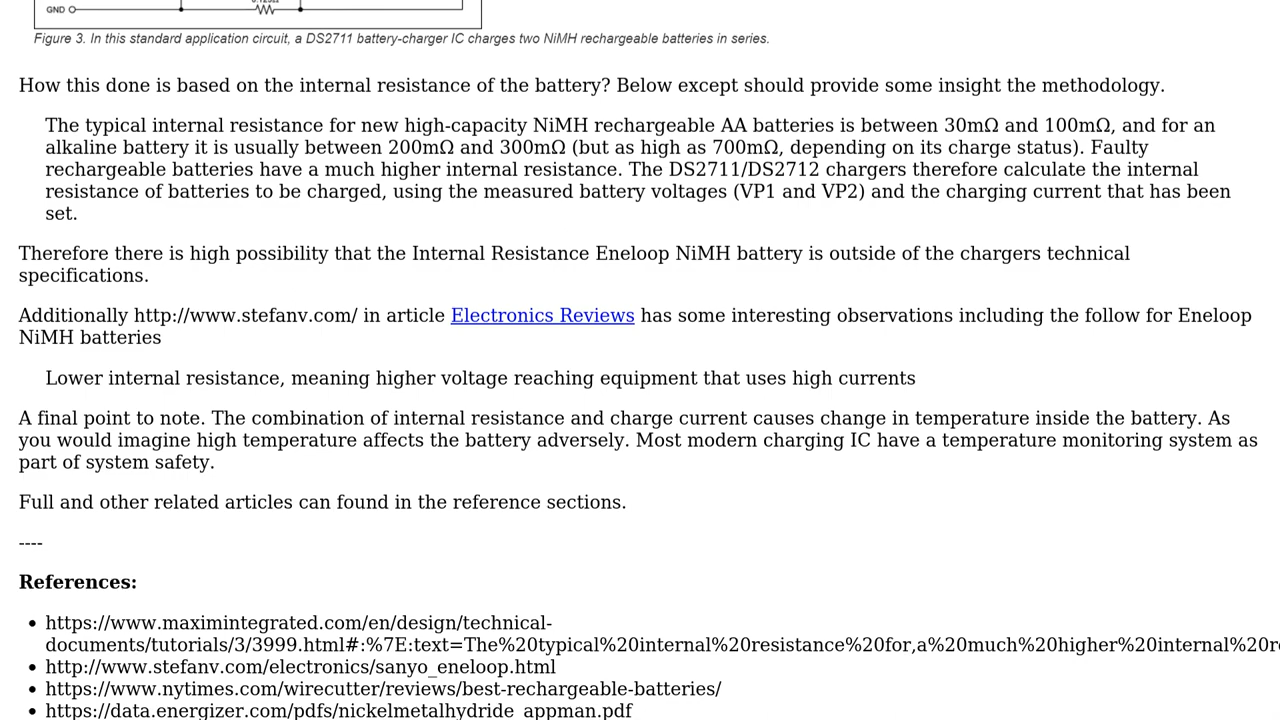 0.125Ω
GND
Figure 3. In this standard application circuit, a DS2711 battery-charger IC charges two NiMH rechargeable batteries in series.
How this done is based on the internal resistance of the battery? Below except should provide some insight the methodology.
The typical internal resistance for new high-capacity NiMH rechargeable AA batteries is between 30mΩ and 100mΩ, and for an
alkaline battery it is usually between 200mΩ and 300mΩ (but as high as 700mΩ, depending on its charge status). Faulty
rechargeable batteries have a much higher internal resistance. The DS2711/DS2712 chargers therefore calculate the internal
resistance of batteries to be charged, using the measured battery voltages (VP1 and VP2) and the charging current that has been
set.
Therefore there is high possibility that the Internal Resistance Eneloop NiMH battery is outside of the chargers technical
specifications.
Additionally http://www.stefanv.com/ in article Electronics Reviews has some interesting observations including the follow for Eneloop
NiMH batteries
Lower internal resistance, meaning higher voltage reaching equipment that uses high currents
A final point to note. The combination of internal resistance and charge current causes change in temperature inside the battery. As
you would imagine high temperature affects the battery adversely. Most modern charging IC have a temperature monitoring system as
part of system safety.
Full and other related articles can found in the reference sections.
----
References:
• https://www.maximintegrated.com/en/design/technical-
documents/tutorials/3/3999.html#:%7E:text=The%20typical%20internal%20resistance%20for,a%20much%20higher%20internal%20r
• http://www.stefanv.com/electronics/sanyo_eneloop.html
• https://www.nytimes.com/wirecutter/reviews/best-rechargeable-batteries/
• https://data.energizer.com/pdfs/nickelmetalhydride_appman.pdf